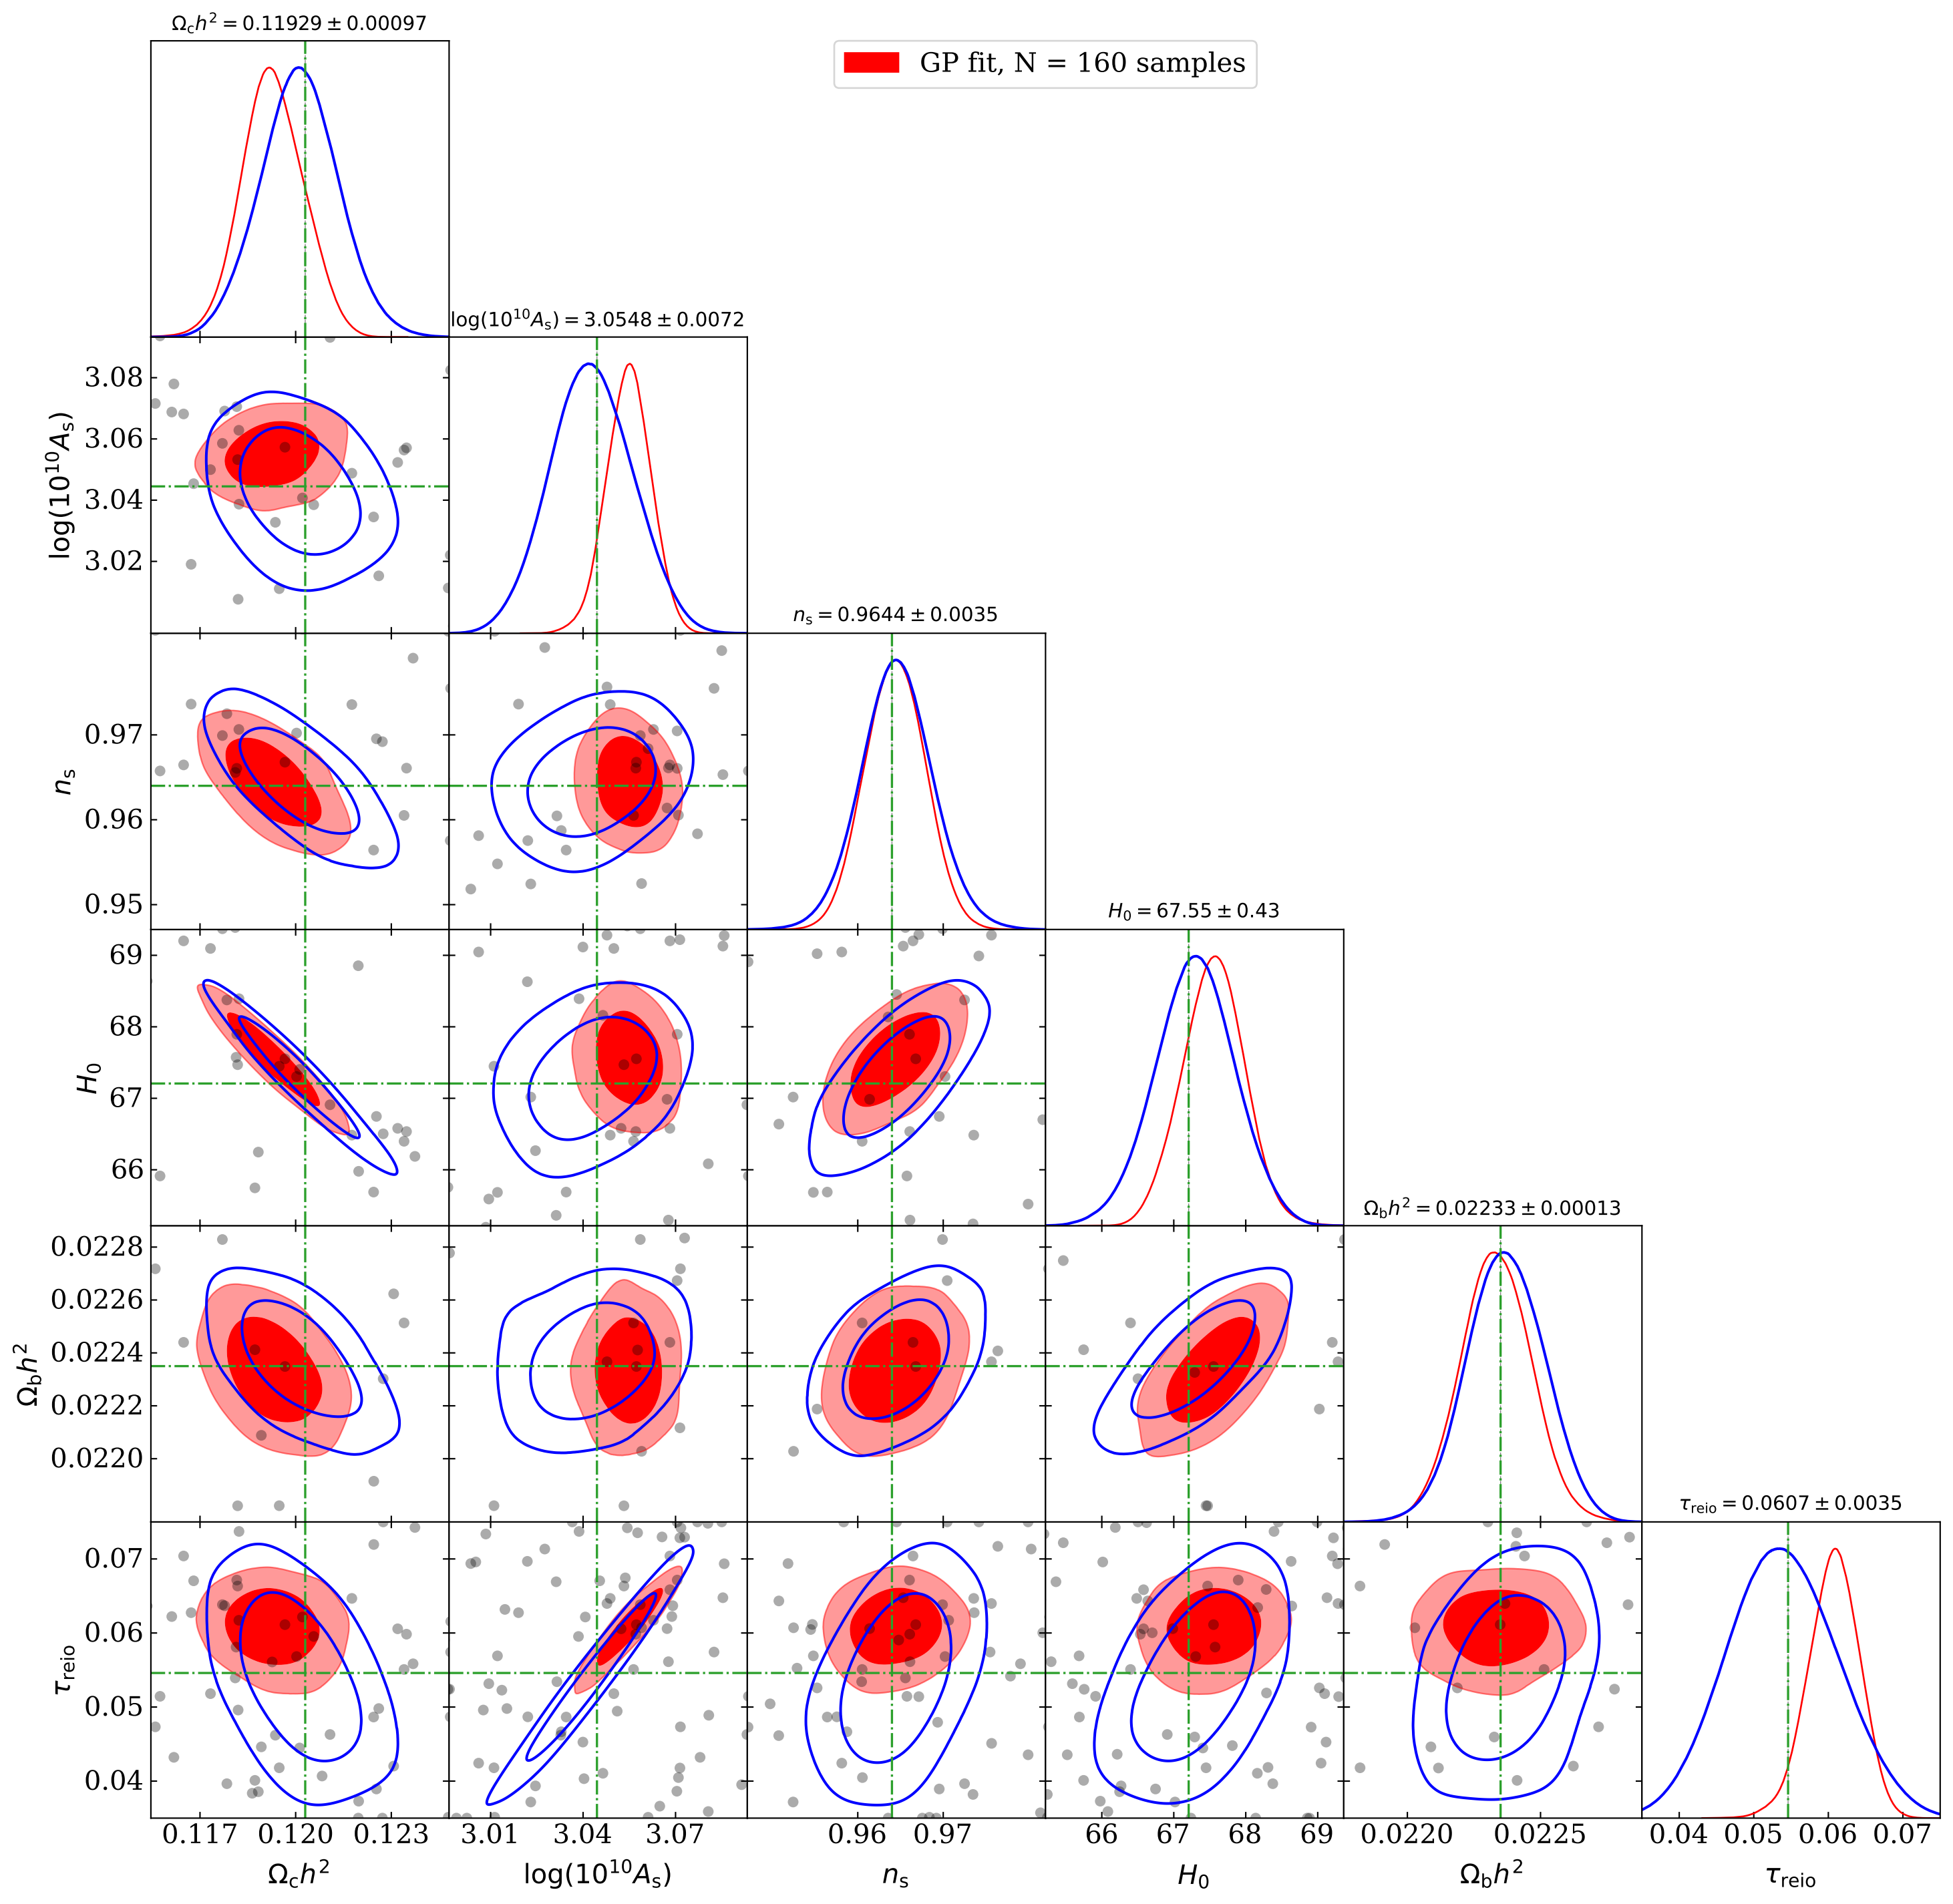 Ωch² = 0.11929 ± 0.00097
GP fit, N = 160 samples
log(10¹⁰As) = 3.0548 ± 0.0072
3.08
3.06
3.04
3.02
log(10¹⁰As)
ns = 0.9644 ± 0.0035
0.97
0.96
0.95
ns
H₀ = 67.55 ± 0.43
69
68
67
66
H₀
Ωbh² = 0.02233 ± 0.00013
0.0228
0.0226
0.0224
0.0222
0.0220
Ωbh²
τreio = 0.0607 ± 0.0035
0.07
0.06
0.05
0.04
τreio
0.117 0.120 0.123 3.01 3.04 3.07 0.96 0.97 66 67 68 69 0.0220 0.0225 0.04 0.05 0.06 0.07
Ωch² log(10¹⁰As) ns H₀ Ωbh² τreio